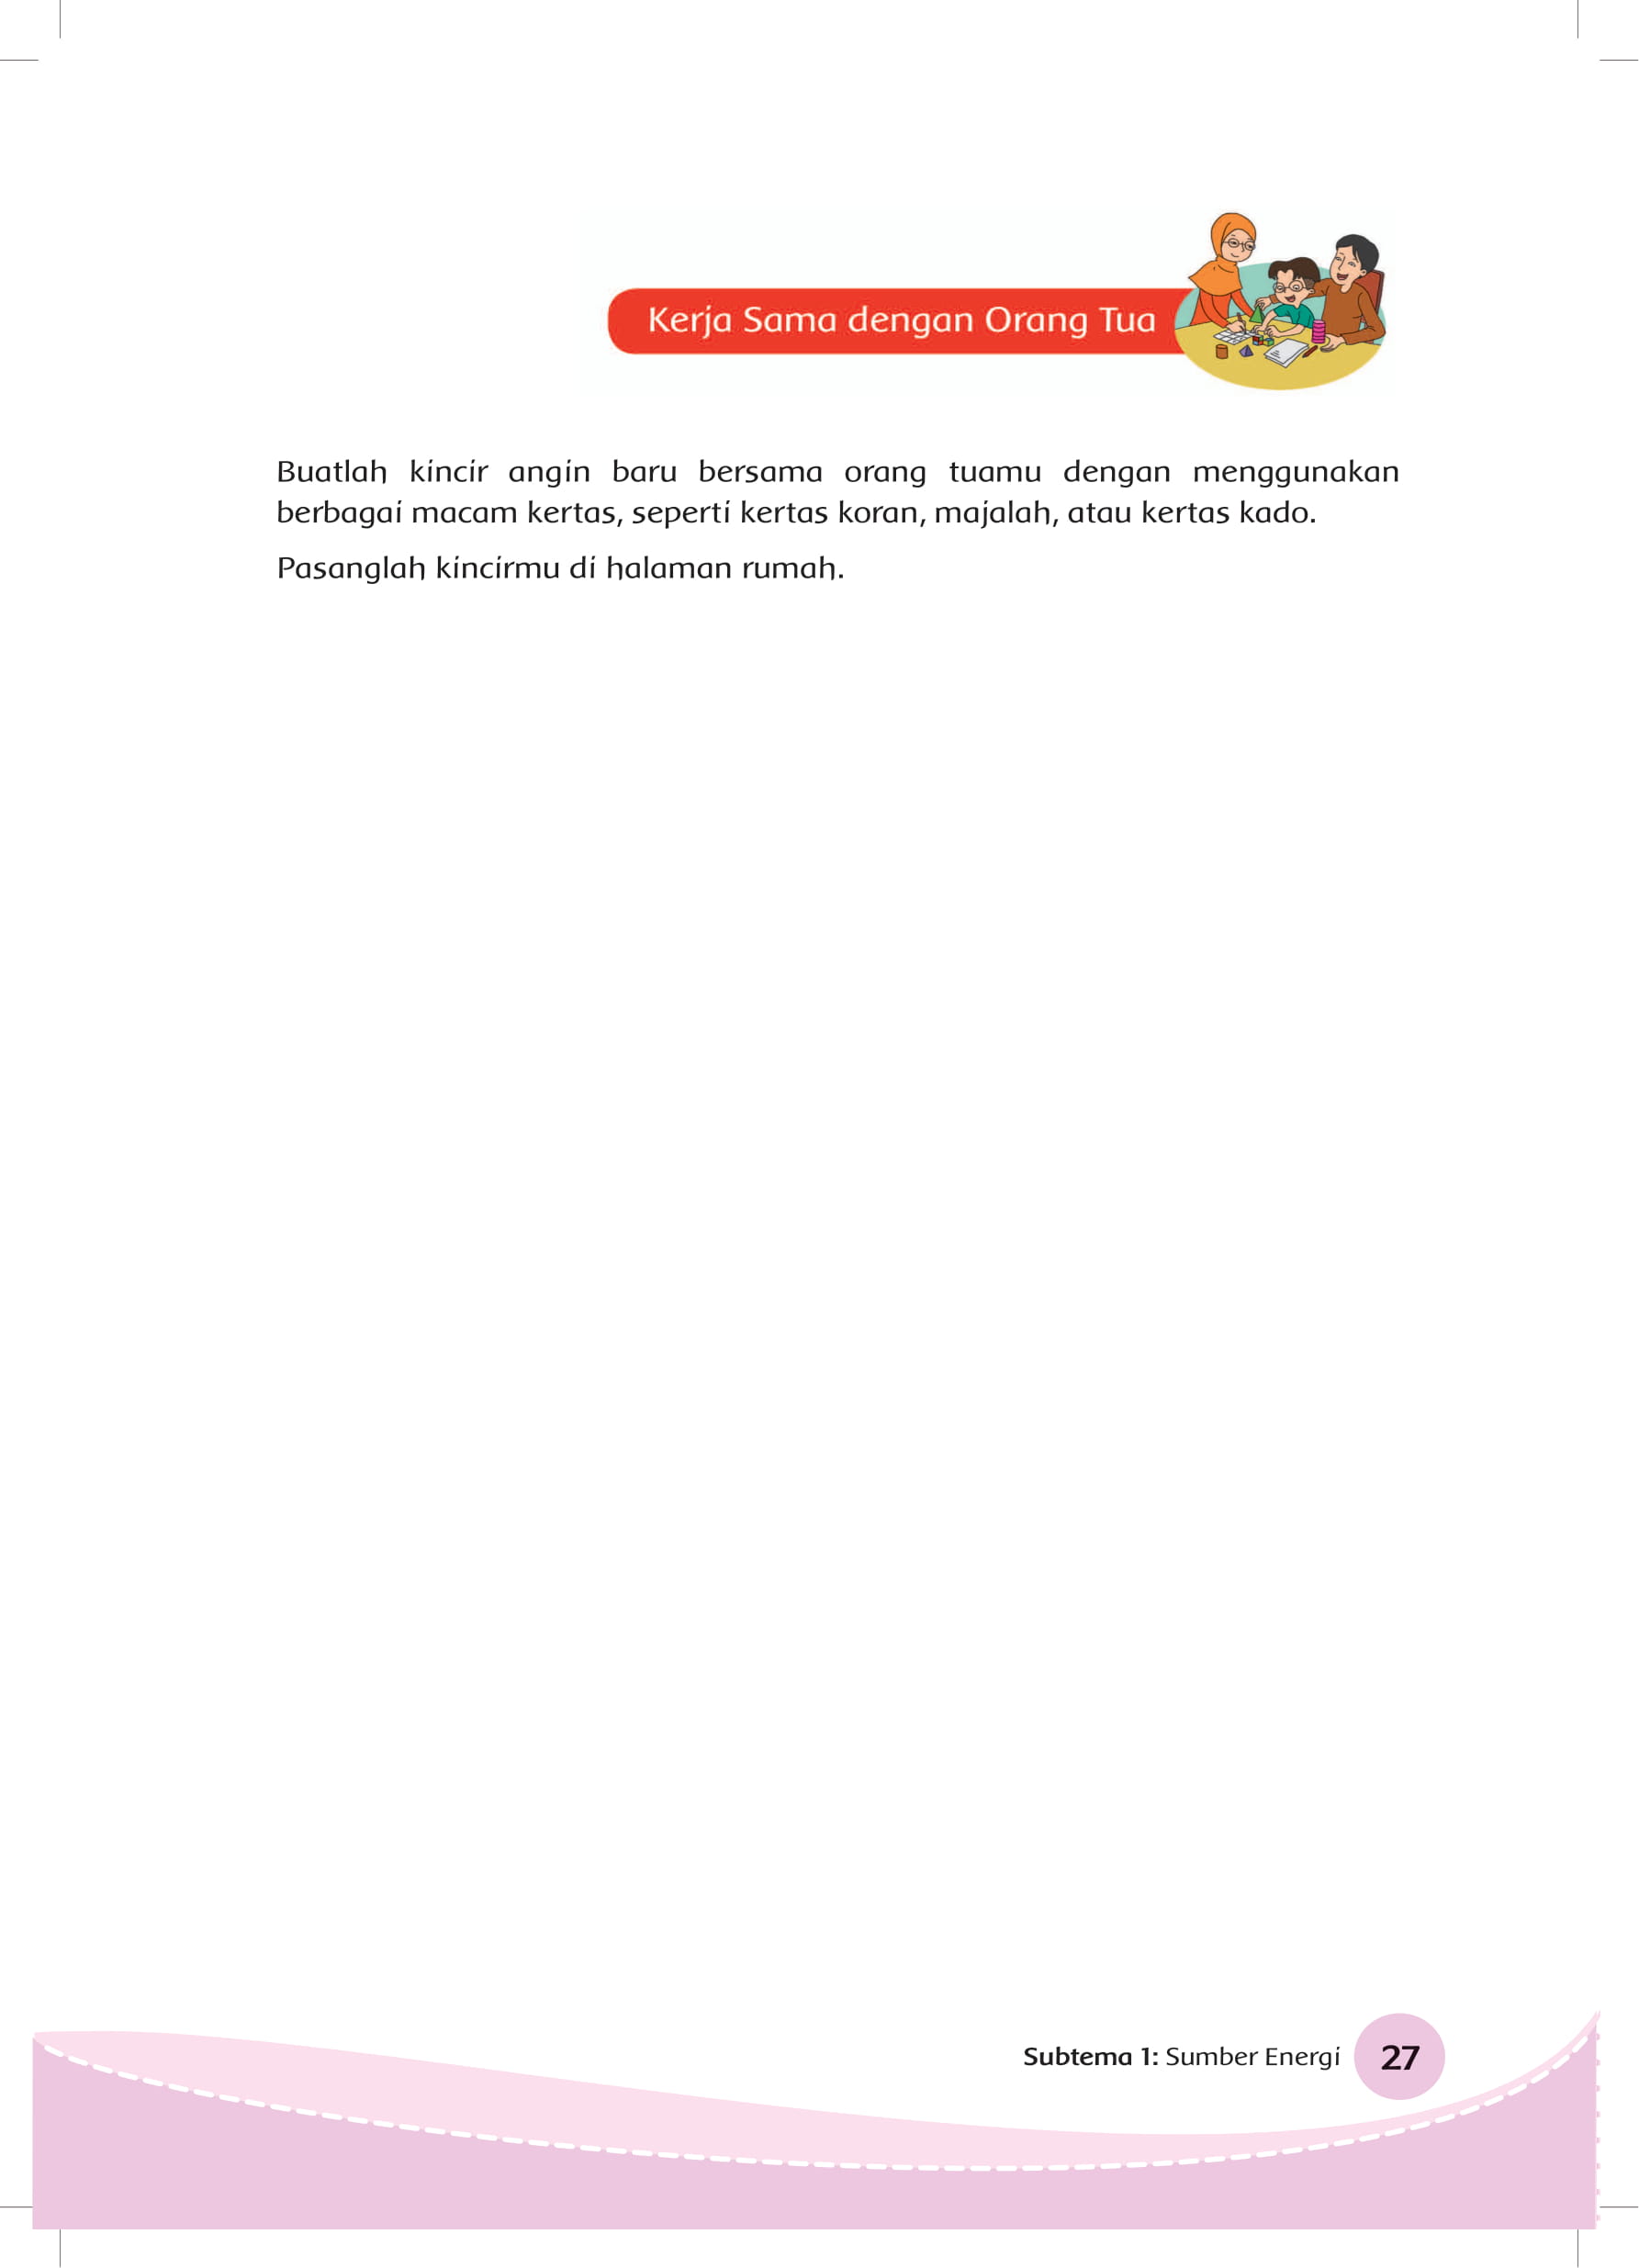 Kerja Sama dengan Orang Tua
Buatlah kincir angin baru bersama orang tuamu dengan menggunakan
berbagai macam kertas, seperti kertas koran, majalah, atau kertas kado.
Pasanglah kincirmu di halaman rumah.
Subtema 1: Sumber Energi 27